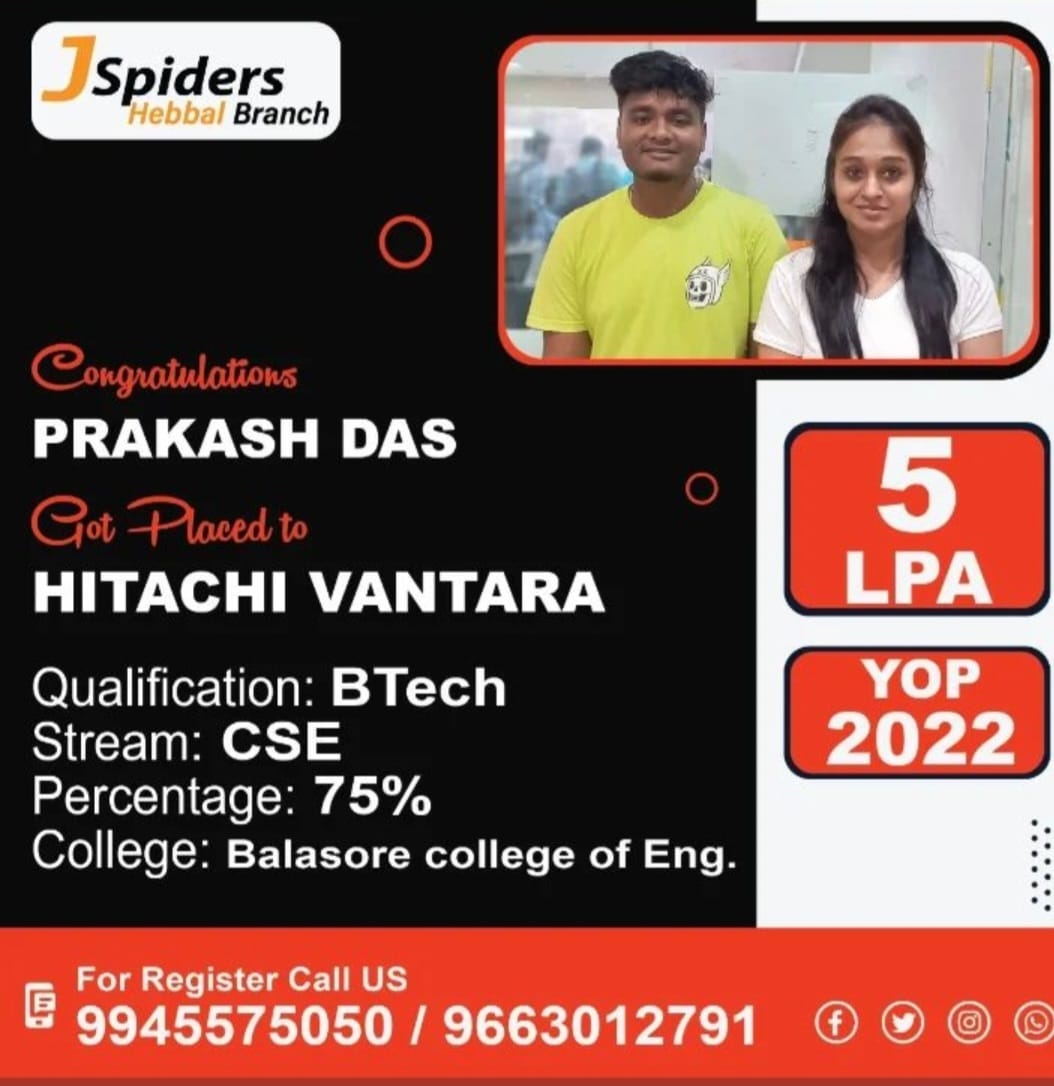 JSpiders
Hebbal Branch
Congratulations
PRAKASH DAS
Got Placed to
HITACHI VANTARA
Qualification: BTech
Stream: CSE
Percentage: 75%
College: Balasore college of Eng.
5
LPA
YOP
2022
For Register Call US
9945575050 / 9663012791